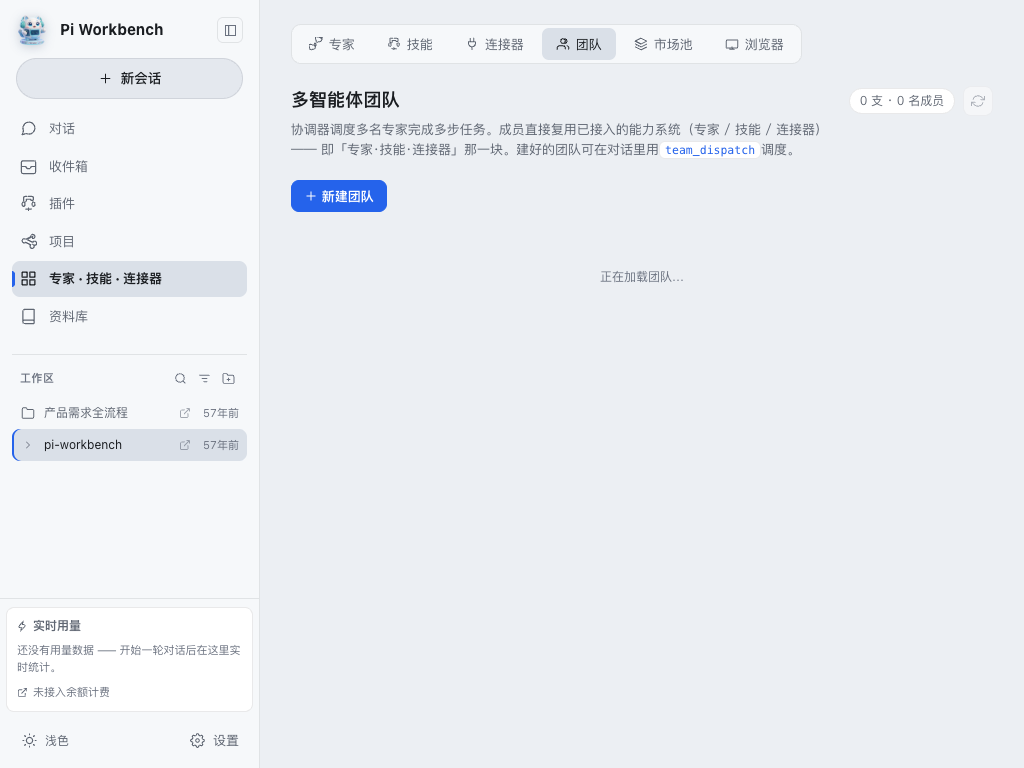 Pi Workbench
新会话
对话
收件箱
插件
项目
专家 · 技能 · 连接器
资料库
工作区
产品需求全流程 57年前
pi-workbench 57年前
实时用量
还没有用量数据 —— 开始一轮对话后在这里实
时统计。
未接入余额计费
浅色 设置
专家 技能 连接器 团队 市场池 浏览器
多智能体团队
0 支 · 0 名成员
协调器调度多名专家完成多步任务。成员直接复用已接入的能力系统（专家 / 技能 / 连接器）
—— 即「专家·技能·连接器」那一块。建好的团队可在对话里用 team_dispatch 调度。
新建团队
正在加载团队…